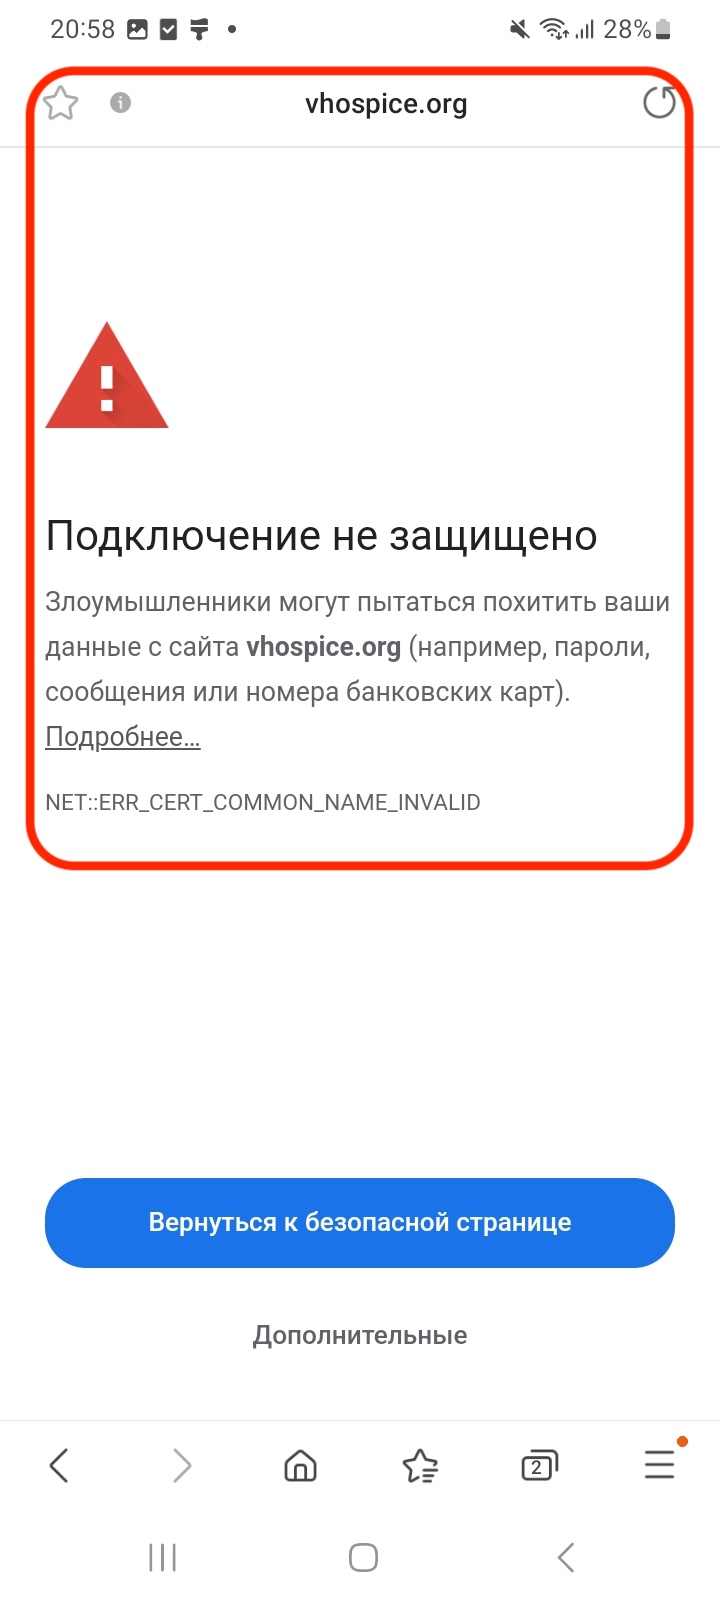 20:58
28%
vhospice.org
Подключение не защищено
Злоумышленники могут пытаться похитить ваши
данные с сайта vhospice.org (например, пароли,
сообщения или номера банковских карт).
Подробнее...
NET::ERR_CERT_COMMON_NAME_INVALID
Вернуться к безопасной странице
Дополнительные
2